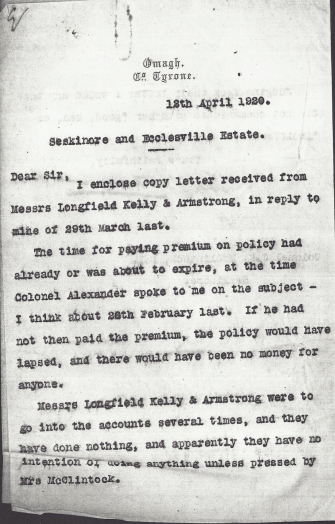 Omagh.
Co Tyrone.
12th April 1920.
Seskinore and Ecclesville Estate.
Dear Sir,
I enclose copy letter received from
Messrs Longfield Kelly & Armstrong, in reply to
mine of 29th March last.
The time for paying premium on policy had
already or was about to expire, at the time
Colonel Alexander spoke to me on the subject -
I think about 28th February last. If he had
not then paid the premium, the policy would have
lapsed, and there would have been no money for
anyone.
Messrs Longfield Kelly & Armstrong were to
go into the accounts several times, and they
have done nothing, and apparently they have no
intention of doing anything unless pressed by
Mrs McClintock.